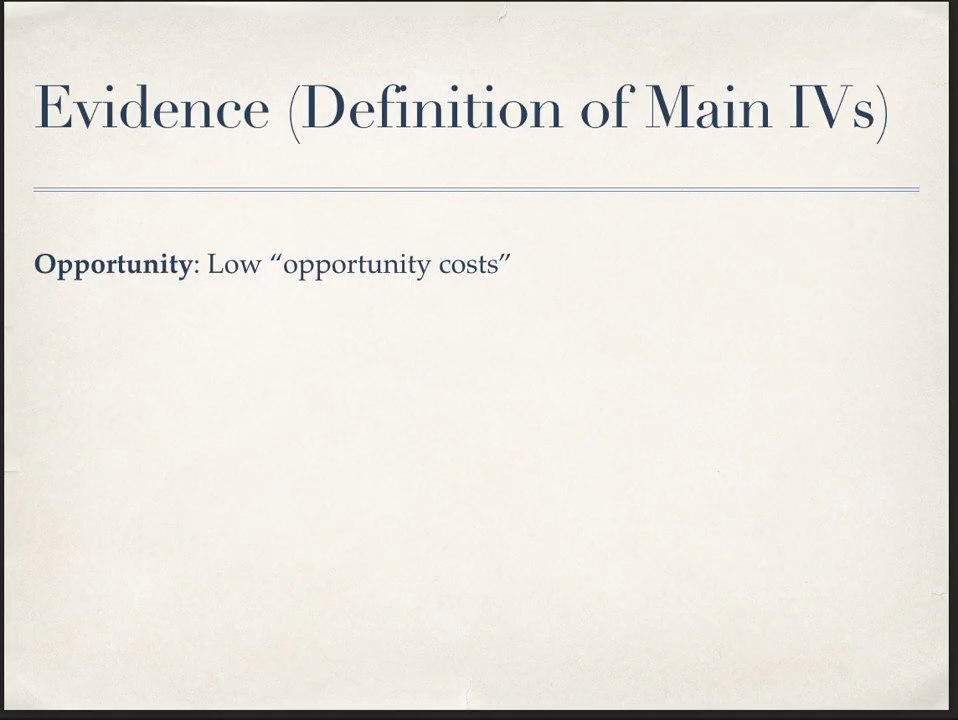 Evidence (Definition of Main IVs)
Opportunity: Low “opportunity costs”